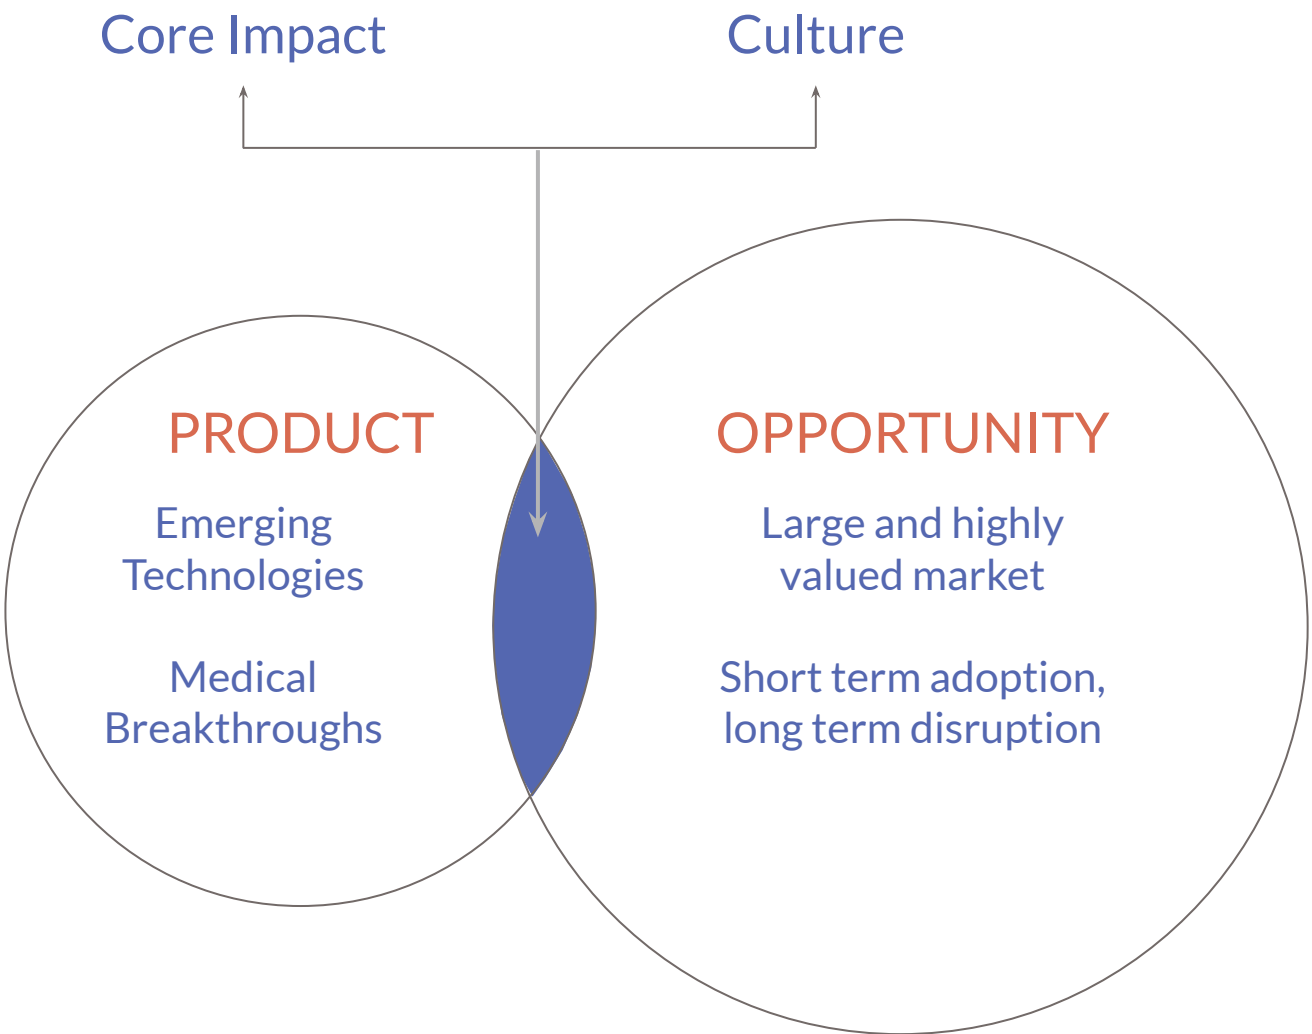 Core Impact
Culture
PRODUCT
Emerging
Technologies
Medical
Breakthroughs
OPPORTUNITY
Large and highly
valued market
Short term adoption,
long term disruption